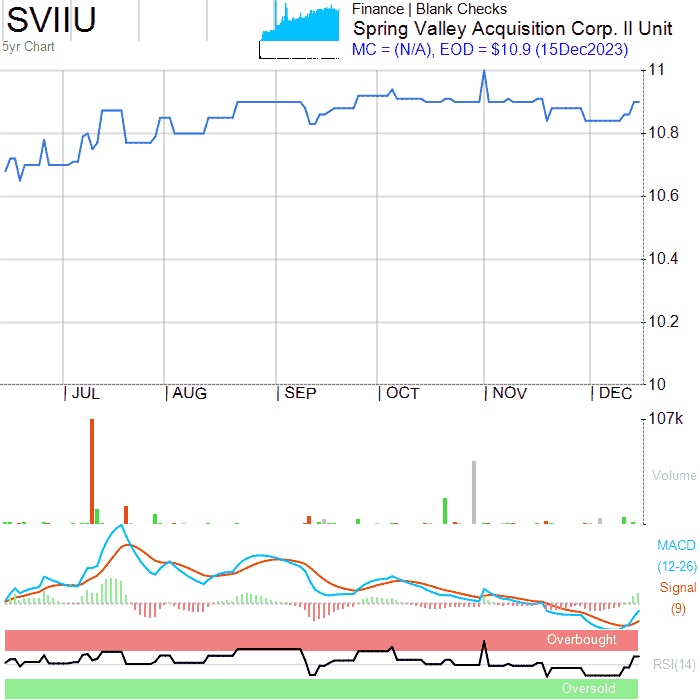 SVIIU
5yr Chart
Finance | Blank Checks
Spring Valley Acquisition Corp. II Unit
MC = (N/A), EOD = $10.9 (15Dec2023)
11
10.8
10.6
10.4
10.2
10
|JUL |AUG |SEP |OCT |NOV |DEC
107k
Volume
MACD
(12-26)
Signal
(9)
Overbought
RSI(14)
Oversold